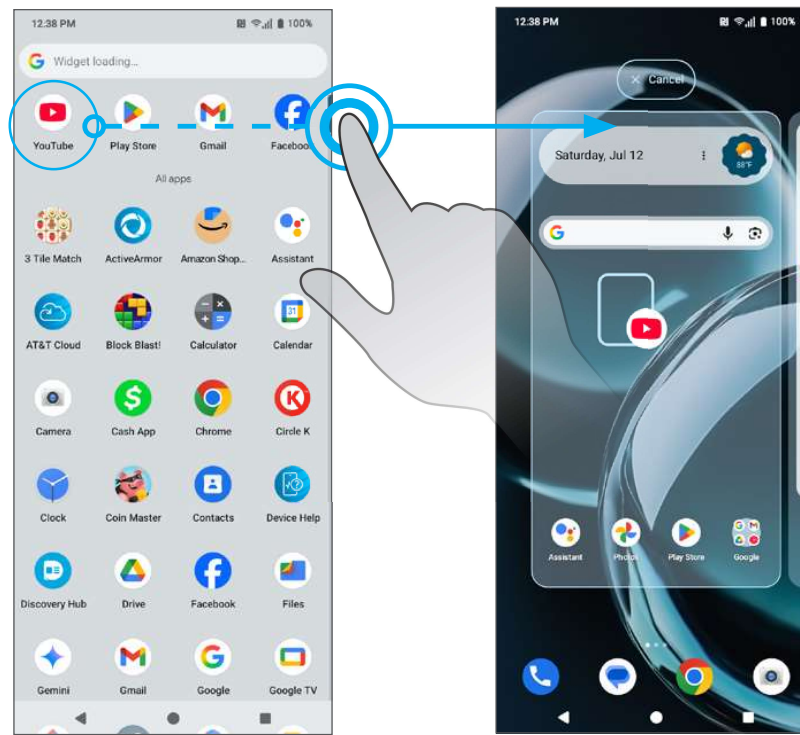 12:38 PM
100%
Widget loading...
YouTube
Play Store
Gmail
Facebook
All apps
3 Tile Match
ActiveArmor
Amazon Shop...
Assistant
31
AT&T Cloud
Block Blast!
Calculator
Calendar
Camera
Cash App
Chrome
Circle K
Clock
Coin Master
Contacts
Device Help
Discovery Hub
Drive
Facebook
Files
Gemini
Gmail
Google
Google TV
12:38 PM
100%
Cancel
Saturday, Jul 12
88°F
Assistant
Photos
Play Store
Google